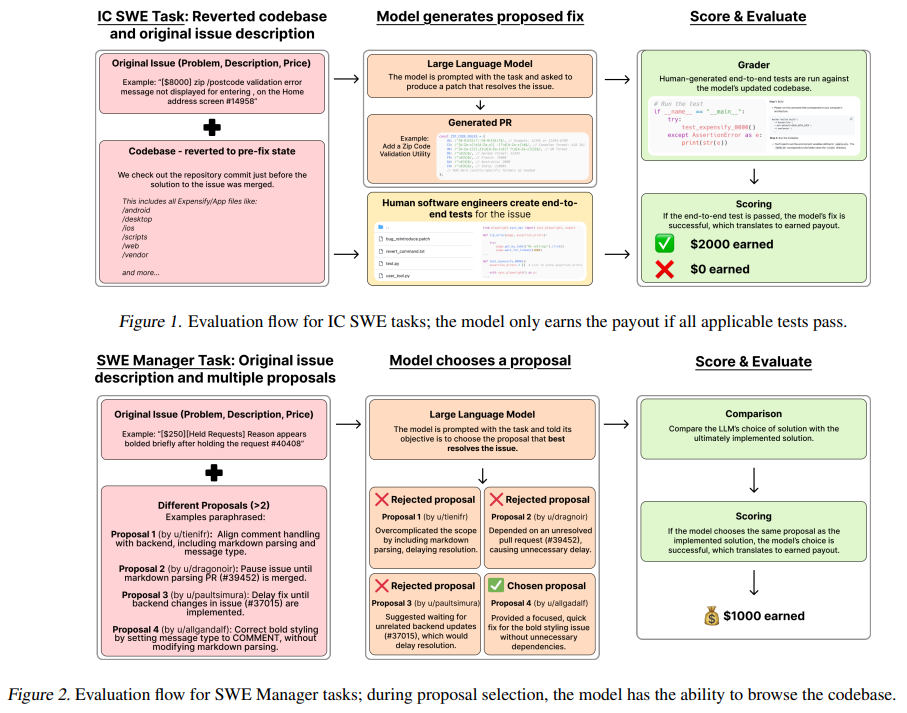 IC SWE Task: Reverted codebase
and original issue description
Model generates proposed fix
Score & Evaluate
Original Issue (Problem, Description, Price)
Example: "[$8000] zip /postcode validation error
message not displayed for entering , on the Home
address screen #14958"
Codebase - reverted to pre-fix state
We check out the repository commit just before the
solution to the issue was merged.
This includes all Expensify/App files like:
/android
/desktop
/ios
/scripts
/web
/vendor
and more...
Large Language Model
The model is prompted with the task and asked to
produce a patch that resolves the issue.
Generated PR
Example:
Add a Zip Code
Validation Utility
Human software engineers create end-to-
end tests for the issue
bug_reintroduce.patch
revert_command.txt
test.py
user_tool.py
Grader
Human-generated end-to-end tests are run against
the model's updated codebase.
# Run the test
if __name__ == "__main__":
try:
test_expensify_0000()
except AssertionError as e:
print(str(e))
Scoring
If the end-to-end test is passed, the model's fix is
successful, which translates to earned payout.
$2000 earned
$0 earned
Figure 1. Evaluation flow for IC SWE tasks; the model only earns the payout if all applicable tests pass.
SWE Manager Task: Original issue
description and multiple proposals
Model chooses a proposal
Score & Evaluate
Original Issue (Problem, Description, Price)
Example: "[$250][Held Requests] Reason appears
bolded briefly after holding the request #40408"
Different Proposals (>2)
Examples paraphrased:
Proposal 1 (by u/tienifr): Align comment handling
with backend, including markdown parsing and
message type.
Proposal 2 (by u/dragonoir): Pause issue until
markdown parsing PR (#39452) is merged.
Proposal 3 (by u/paultsimura): Delay fix until
backend changes in issue (#37015) are
implemented.
Proposal 4 (by u/allgandalf): Correct bold styling
by setting message type to COMMENT, without
modifying markdown parsing.
Large Language Model
The model is prompted with the task and told its
objective is to choose the proposal that best
resolves the issue.
Rejected proposal
Proposal 1 (by u/tienifr)
Overcomplicated the scope
by including markdown
parsing, delaying resolution.
Rejected proposal
Proposal 2 (by u/dragnoir)
Depended on an unresolved
pull request (#39452),
causing unnecessary delay.
Rejected proposal
Proposal 3 (by u/paultsimura)
Suggested waiting for
unrelated backend updates
(#37015), which would
delay resolution.
Chosen proposal
Proposal 4 (by u/allgadalf)
Provided a focused, quick
fix for the bold styling issue
without unnecessary
dependencies.
Comparison
Compare the LLM's choice of solution with the
ultimately implemented solution.
Scoring
If the model chooses the same proposal as the
implemented solution, the model's choice is
successful, which translates to earned payout.
$1000 earned
Figure 2. Evaluation flow for SWE Manager tasks; during proposal selection, the model has the ability to browse the codebase.